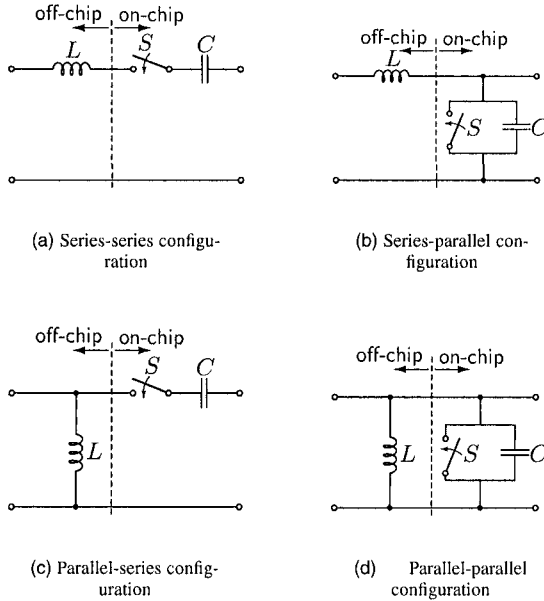 off-chip on-chip
L S C
(a) Series-series configu-
ration
off-chip on-chip
L
S C
(b) Series-parallel con-
figuration
off-chip on-chip
S C
L
(c) Parallel-series config-
uration
off-chip on-chip
L S C
(d) Parallel-parallel
configuration